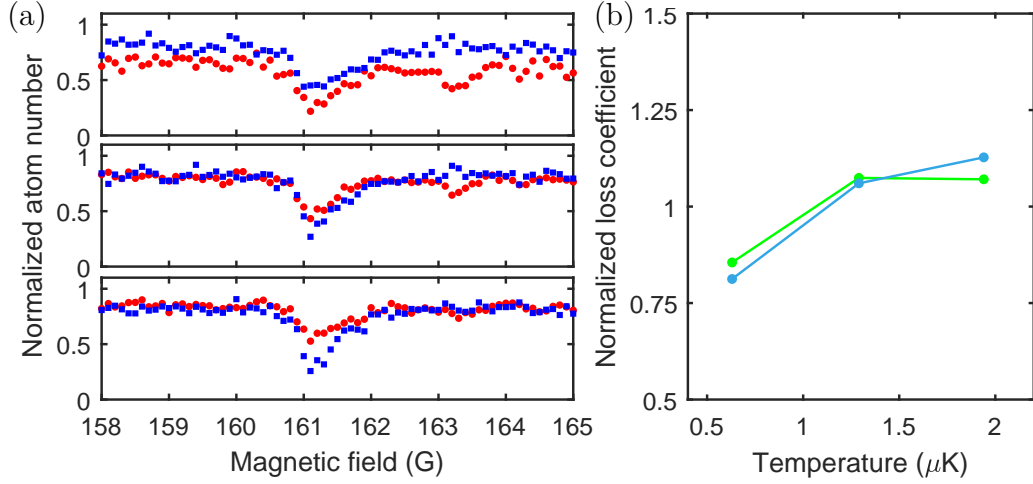 (a)
Normalized atom number
1
0.5
0
1
0.5
0
1
0.5
0
158 159 160 161 162 163 164 165
Magnetic field (G)
(b)
Normalized loss coefficient
1.5
1.25
1
0.75
0.5
0.5 1 1.5 2
Temperature (μK)